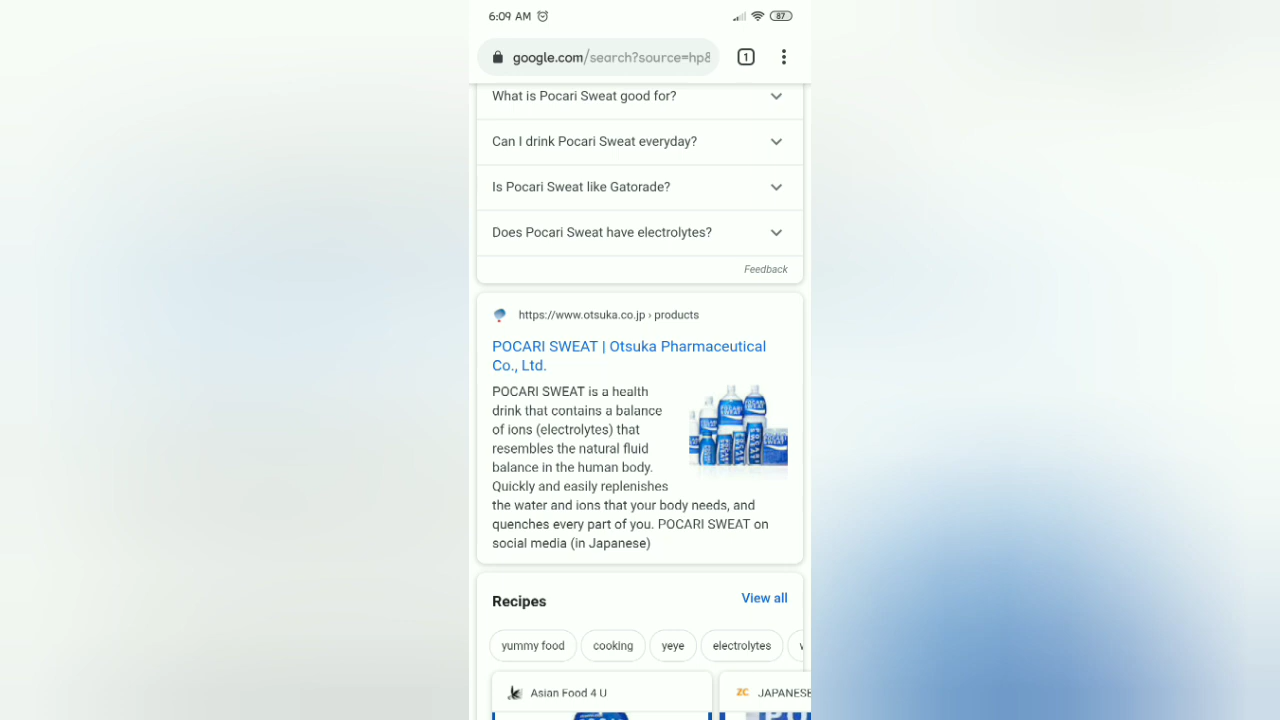 6:09 AM
87
google.com/search?source=hp&
1
What is Pocari Sweat good for?
Can I drink Pocari Sweat everyday?
Is Pocari Sweat like Gatorade?
Does Pocari Sweat have electrolytes?
Feedback
https://www.otsuka.co.jp › products
POCARI SWEAT | Otsuka Pharmaceutical
Co., Ltd.
POCARI SWEAT is a health
drink that contains a balance
of ions (electrolytes) that
resembles the natural fluid
balance in the human body.
Quickly and easily replenishes
the water and ions that your body needs, and
quenches every part of you. POCARI SWEAT on
social media (in Japanese)
POCARI SWEAT
Recipes
View all
yummy food
cooking
yeye
electrolytes
Asian Food 4 U
ZC JAPANESE